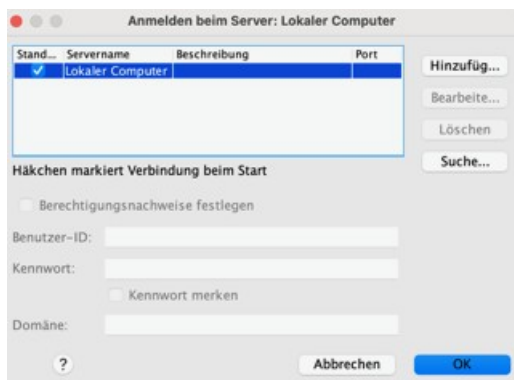 Anmelden beim Server: Lokaler Computer
Stand... Servername Beschreibung Port
Lokaler Computer
Hinzufüg...
Bearbeite...
Löschen
Suche...
Häkchen markiert Verbindung beim Start
Berechtigungsnachweise festlegen
Benutzer-ID:
Kennwort:
Kennwort merken
Domäne:
? Abbrechen OK